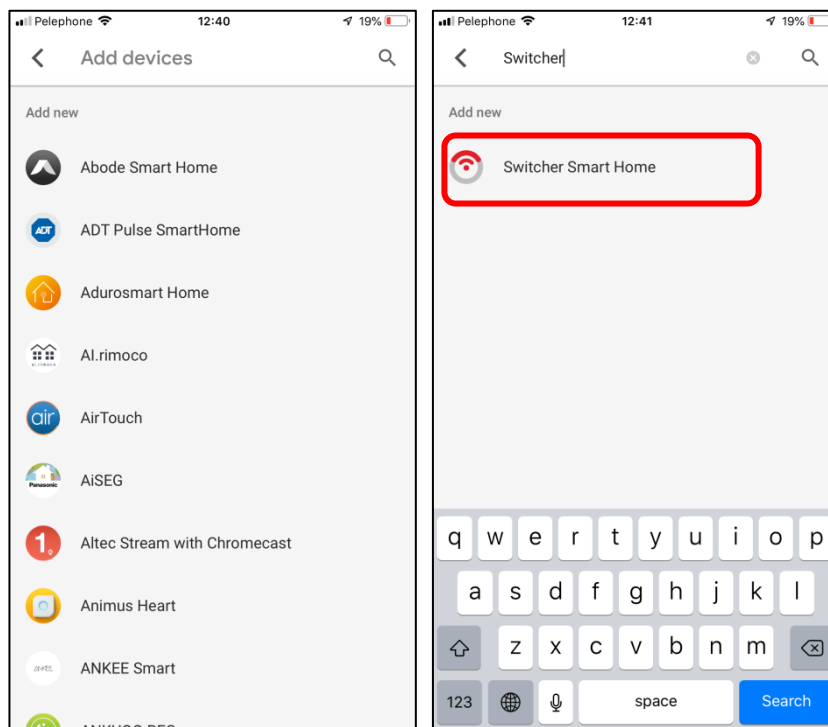 Pelephone 12:40 19%
Add devices
Add new
Abode Smart Home
ADT ADT Pulse SmartHome
Adurosmart Home
AI.rimoco
air AirTouch
Panasonic AiSEG
1. Altec Stream with Chromecast
Animus Heart
ANKEE Smart
Pelephone 12:41 19%
Switcher
Add new
Switcher Smart Home
q w e r t y u i o p
a s d f g h j k l
z x c v b n m
123 space Search